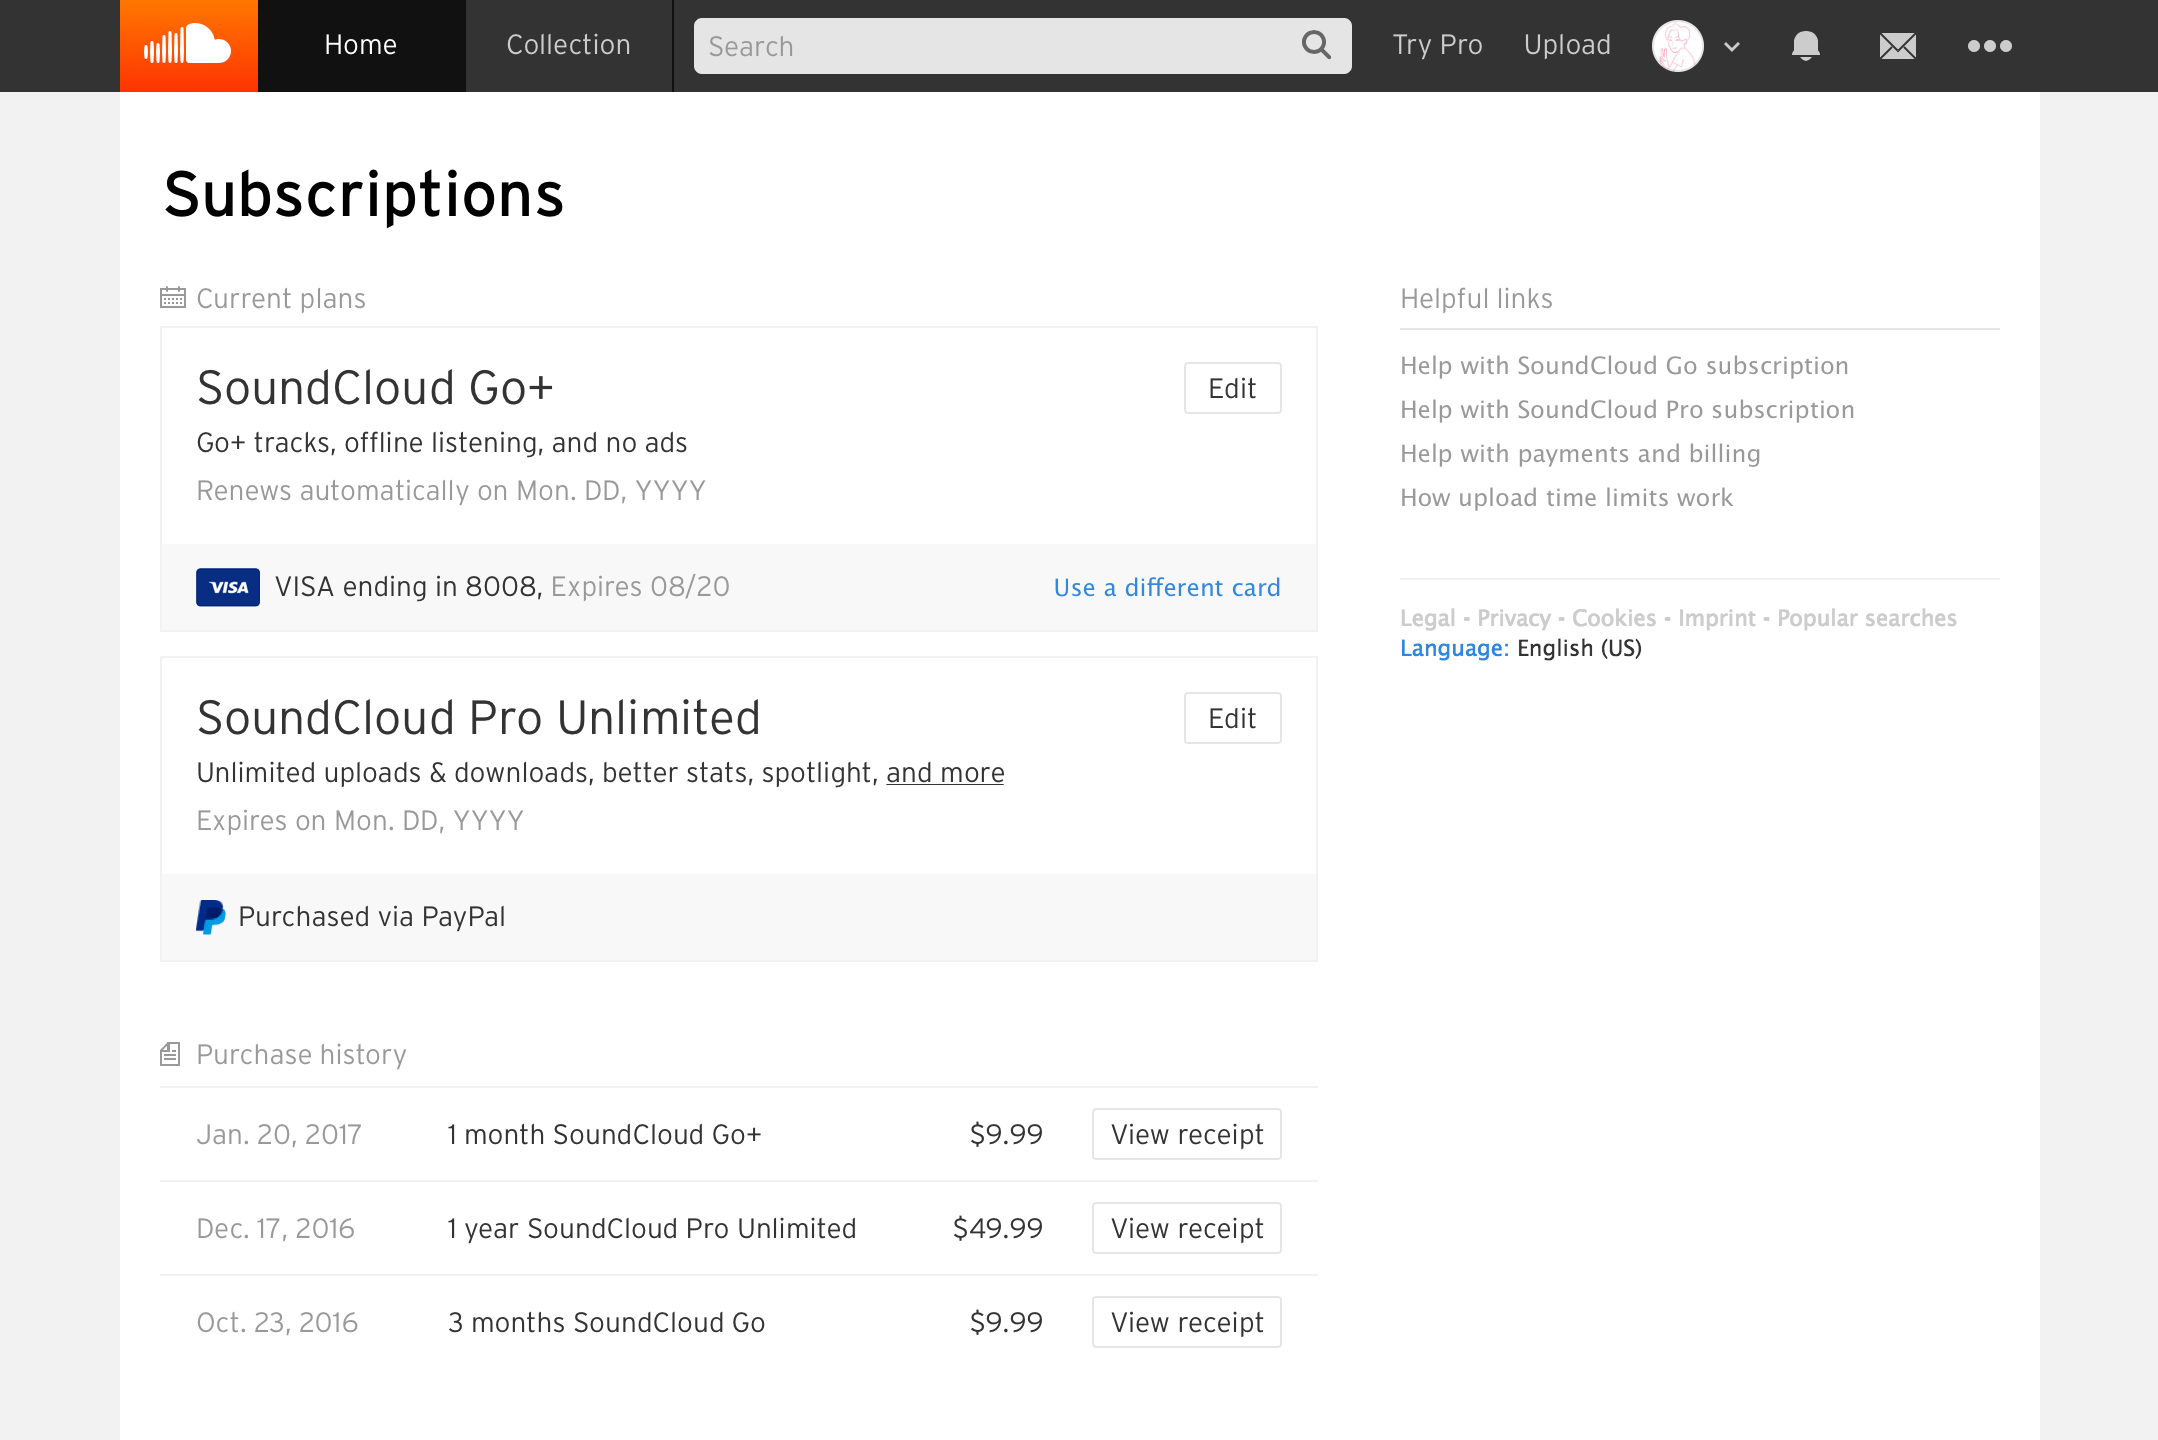 Home
Collection
Search
Try Pro
Upload
Subscriptions
Current plans
SoundCloud Go+
Edit
Go+ tracks, offline listening, and no ads
Renews automatically on Mon. DD, YYYY
VISA
VISA ending in 8008, Expires 08/20
Use a different card
SoundCloud Pro Unlimited
Edit
Unlimited uploads & downloads, better stats, spotlight, and more
Expires on Mon. DD, YYYY
Purchased via PayPal
Purchase history
Jan. 20, 2017 1 month SoundCloud Go+ $9.99 View receipt
Dec. 17, 2016 1 year SoundCloud Pro Unlimited $49.99 View receipt
Oct. 23, 2016 3 months SoundCloud Go $9.99 View receipt
Helpful links
Help with SoundCloud Go subscription
Help with SoundCloud Pro subscription
Help with payments and billing
How upload time limits work
Legal - Privacy - Cookies - Imprint - Popular searches
Language: English (US)